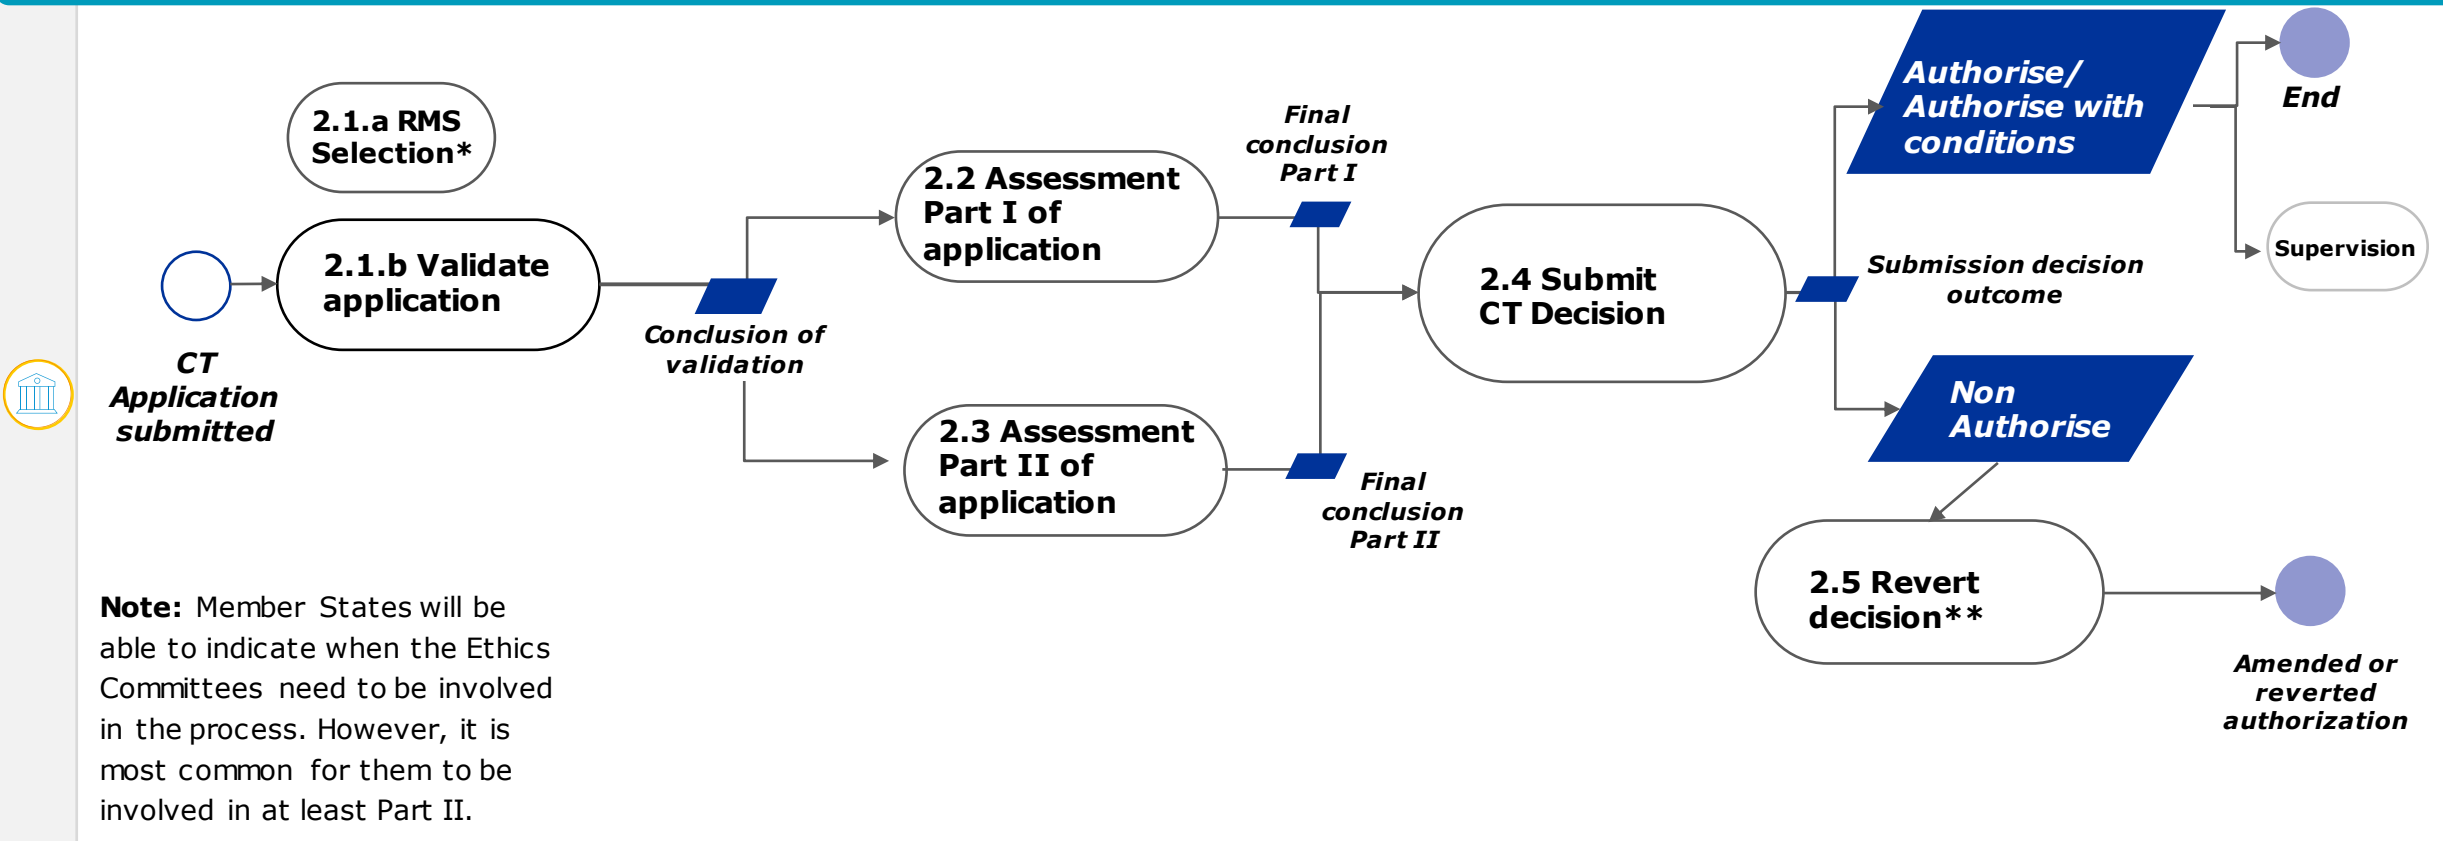 2.1.a RMS
Selection*
2.1.b Validate
application
CT
Application
submitted
Conclusion of
validation
2.2 Assessment
Part I of
application
Final
conclusion
Part I
2.3 Assessment
Part II of
application
Final
conclusion
Part II
2.4 Submit
CT Decision
Submission decision
outcome
Authorise/
Authorise with
conditions
End
Supervision
Non
Authorise
2.5 Revert
decision**
Amended or
reverted
authorization
Note: Member States will be
able to indicate when the Ethics
Committees need to be involved
in the process. However, it is
most common for them to be
involved in at least Part II.